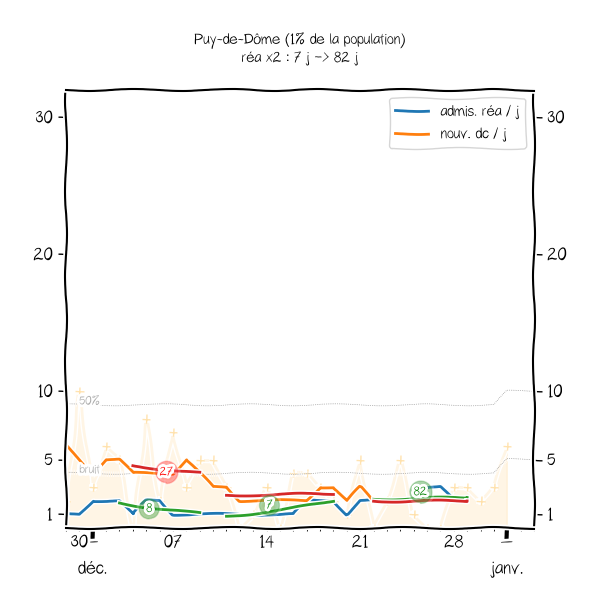 Puy-de-Dôme (1% de la population)
réa x2 : 7 j -> 82 j
admis. réa / j
nouv. dc / j
30
30
20
20
10
10
50%
5
5
bruit
27
82
8
7
1
1
30 07 14 21 28
déc. janv.